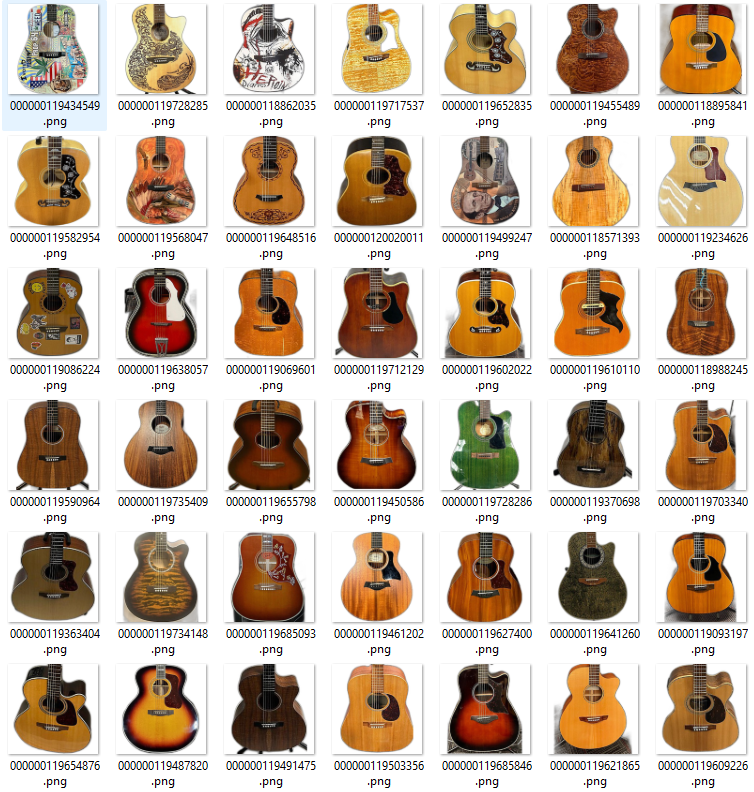 000000119434549
.png
000000119728285
.png
000000118862035
.png
000000119717537
.png
000000119652835
.png
000000119455489
.png
000000118895841
.png
000000119582954
.png
000000119568047
.png
000000119648516
.png
000000120020011
.png
000000119499247
.png
000000118571393
.png
000000119234626
.png
000000119086224
.png
000000119638057
.png
000000119069601
.png
000000119712129
.png
000000119602022
.png
000000119610110
.png
000000118988245
.png
000000119590964
.png
000000119735409
.png
000000119655798
.png
000000119450586
.png
000000119728286
.png
000000119370698
.png
000000119703340
.png
000000119363404
.png
000000119734148
.png
000000119685093
.png
000000119461202
.png
000000119627400
.png
000000119641260
.png
000000119093197
.png
000000119654876
.png
000000119487820
.png
000000119491475
.png
000000119503356
.png
000000119685846
.png
000000119621865
.png
000000119609226
.png